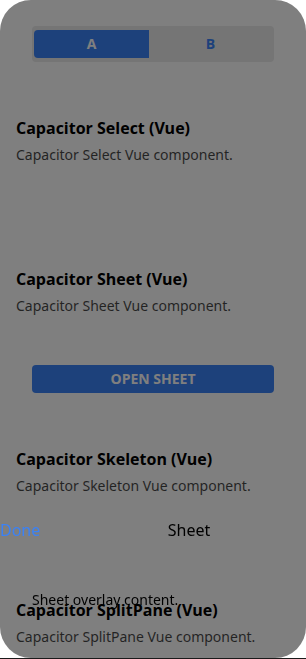 A B
Capacitor Select (Vue)
Capacitor Select Vue component.
Capacitor Sheet (Vue)
Capacitor Sheet Vue component.
OPEN SHEET
Capacitor Skeleton (Vue)
Capacitor Skeleton Vue component.
Done Sheet
Sheet overlay content.
Capacitor SplitPane (Vue)
Capacitor SplitPane Vue component.